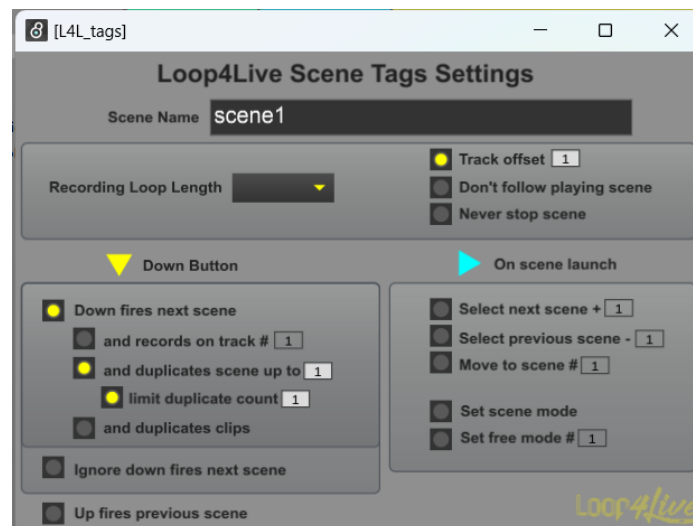 [L4L_tags]
Loop4Live Scene Tags Settings
Scene Name scene1
Recording Loop Length
Track offset 1
Don't follow playing scene
Never stop scene
Down Button
Down fires next scene
and records on track # 1
and duplicates scene up to 1
limit duplicate count 1
and duplicates clips
Ignore down fires next scene
Up fires previous scene
On scene launch
Select next scene + 1
Select previous scene - 1
Move to scene # 1
Set scene mode
Set free mode # 1
Loop4Live